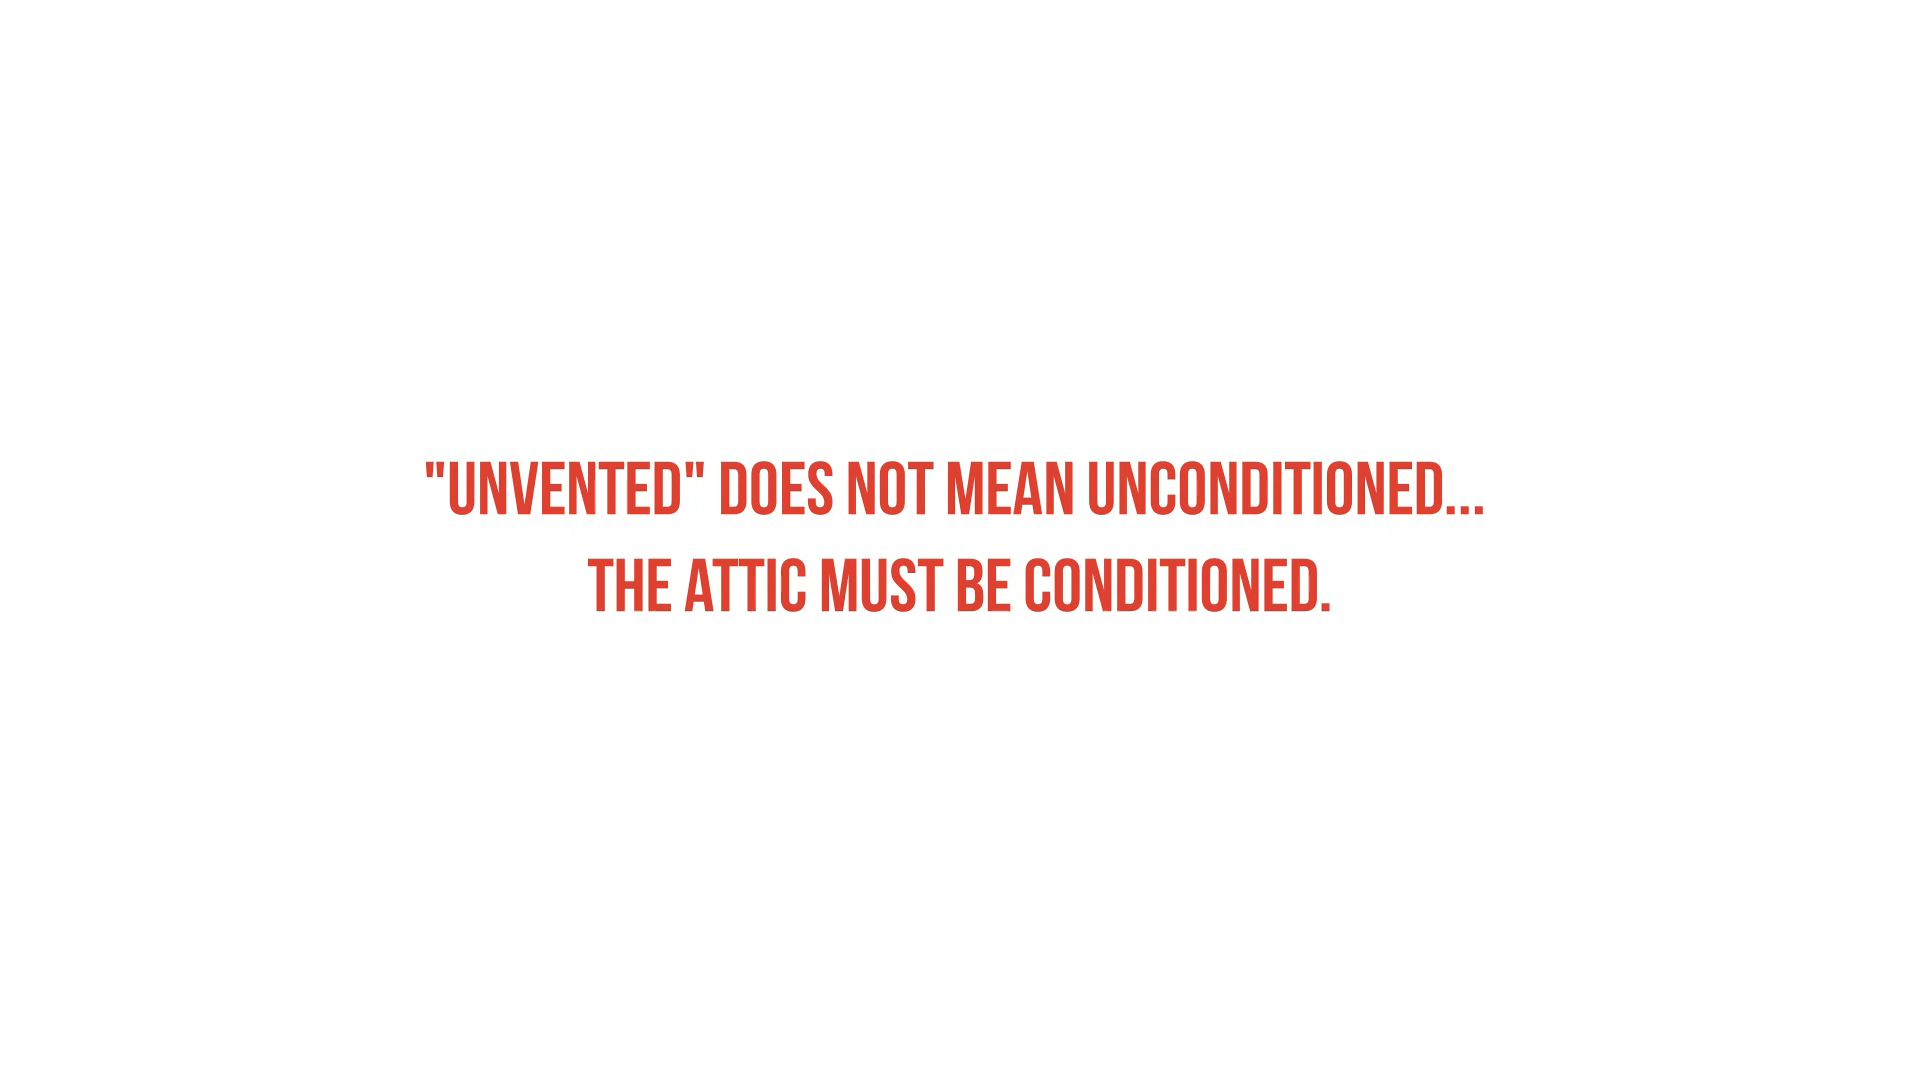 "UNVENTED" DOES NOT MEAN UNCONDITIONED...
THE ATTIC MUST BE CONDITIONED.